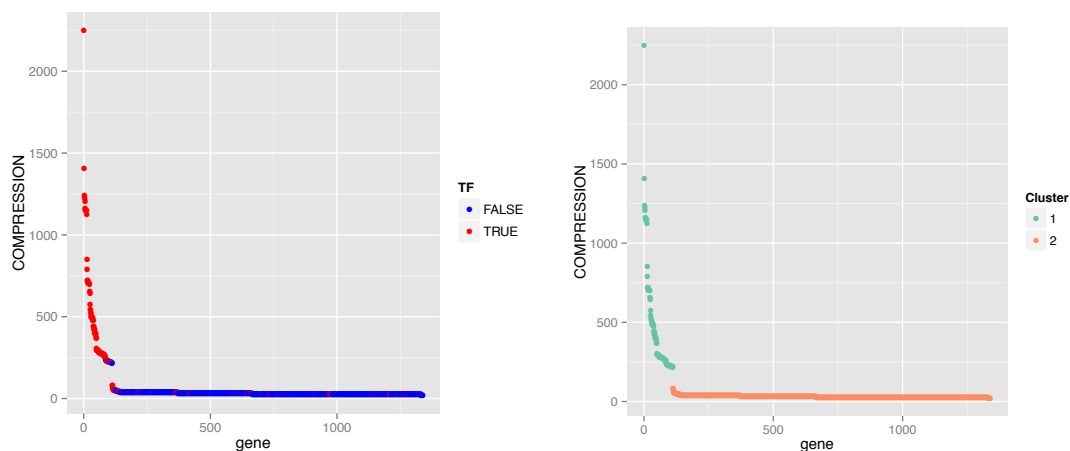 2000
1500
1000
500
0
COMPRESSION
0
500
1000
gene
TF
FALSE
TRUE
2000
1500
1000
500
0
COMPRESSION
0
500
1000
gene
Cluster
1
2